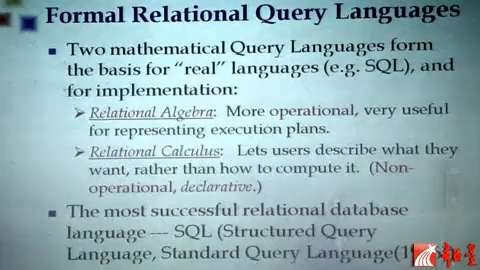 Formal Relational Query Languages
Two mathematical Query Languages form
the basis for “real” languages (e.g. SQL), and
for implementation:
Relational Algebra: More operational, very useful
for representing execution plans.
Relational Calculus: Lets users describe what they
want, rather than how to compute it. (Non-
operational, declarative.)
The most successful relational database
language --- SQL (Structured Query
Language, Standard Query Language(1